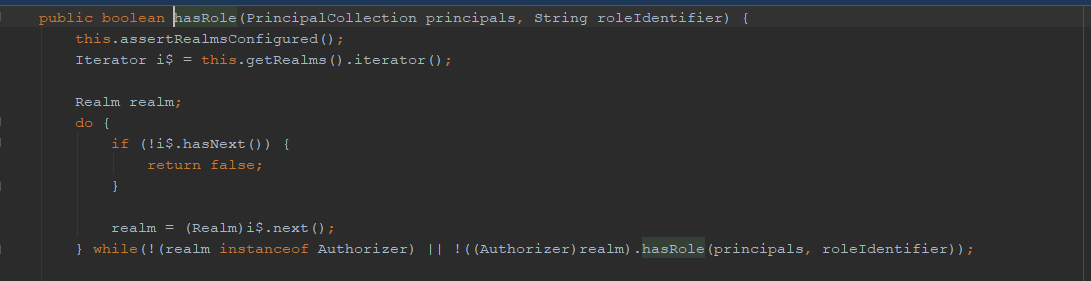 public boolean hasRole(PrincipalCollection principals, String roleIdentifier) {
this.assertRealmsConfigured();
Iterator i$ = this.getRealms().iterator();
Realm realm;
do {
if (!i$.hasNext()) {
return false;
}
realm = (Realm)i$.next();
} while(!(realm instanceof Authorizer) || !((Authorizer)realm).hasRole(principals, roleIdentifier));